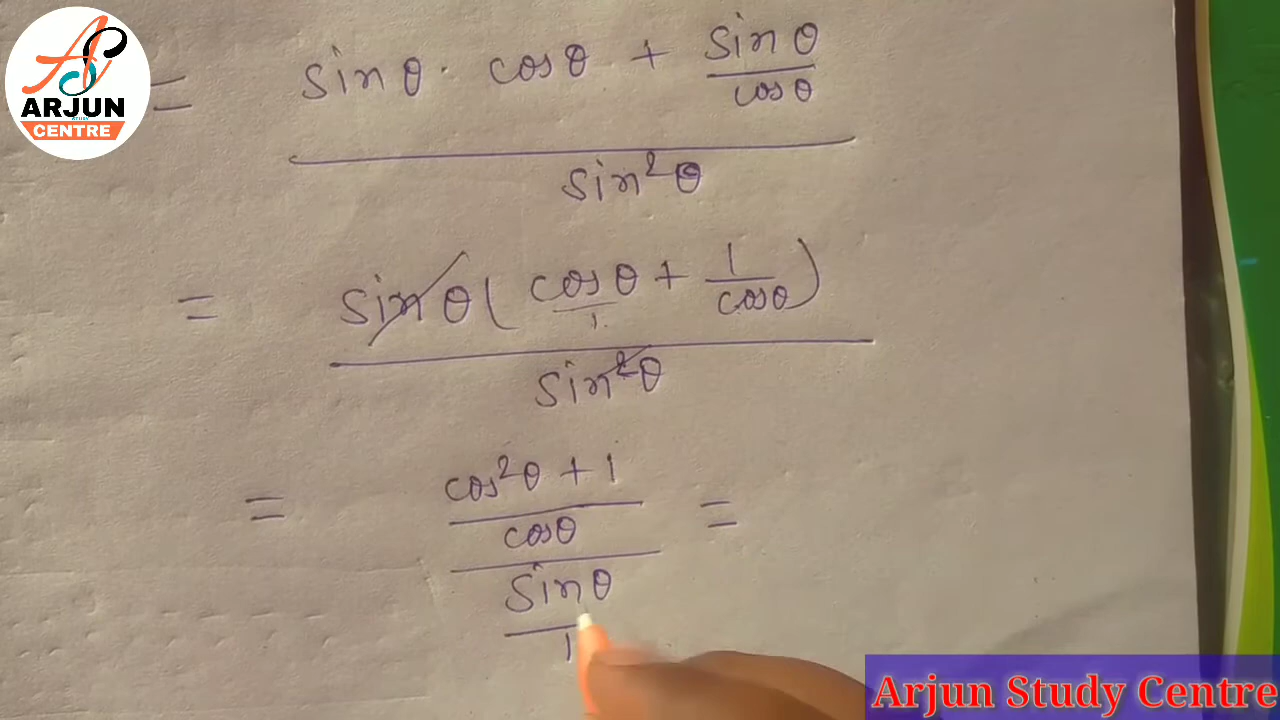 ARJUN
STUDY
CENTRE
= sinθ · cosθ + sinθ/cosθ
sin²θ
= sinθ ( cosθ/1 + 1/cosθ )
sin²θ
= cos²θ + 1 =
cosθ
sinθ
1
Arjun Study Centre